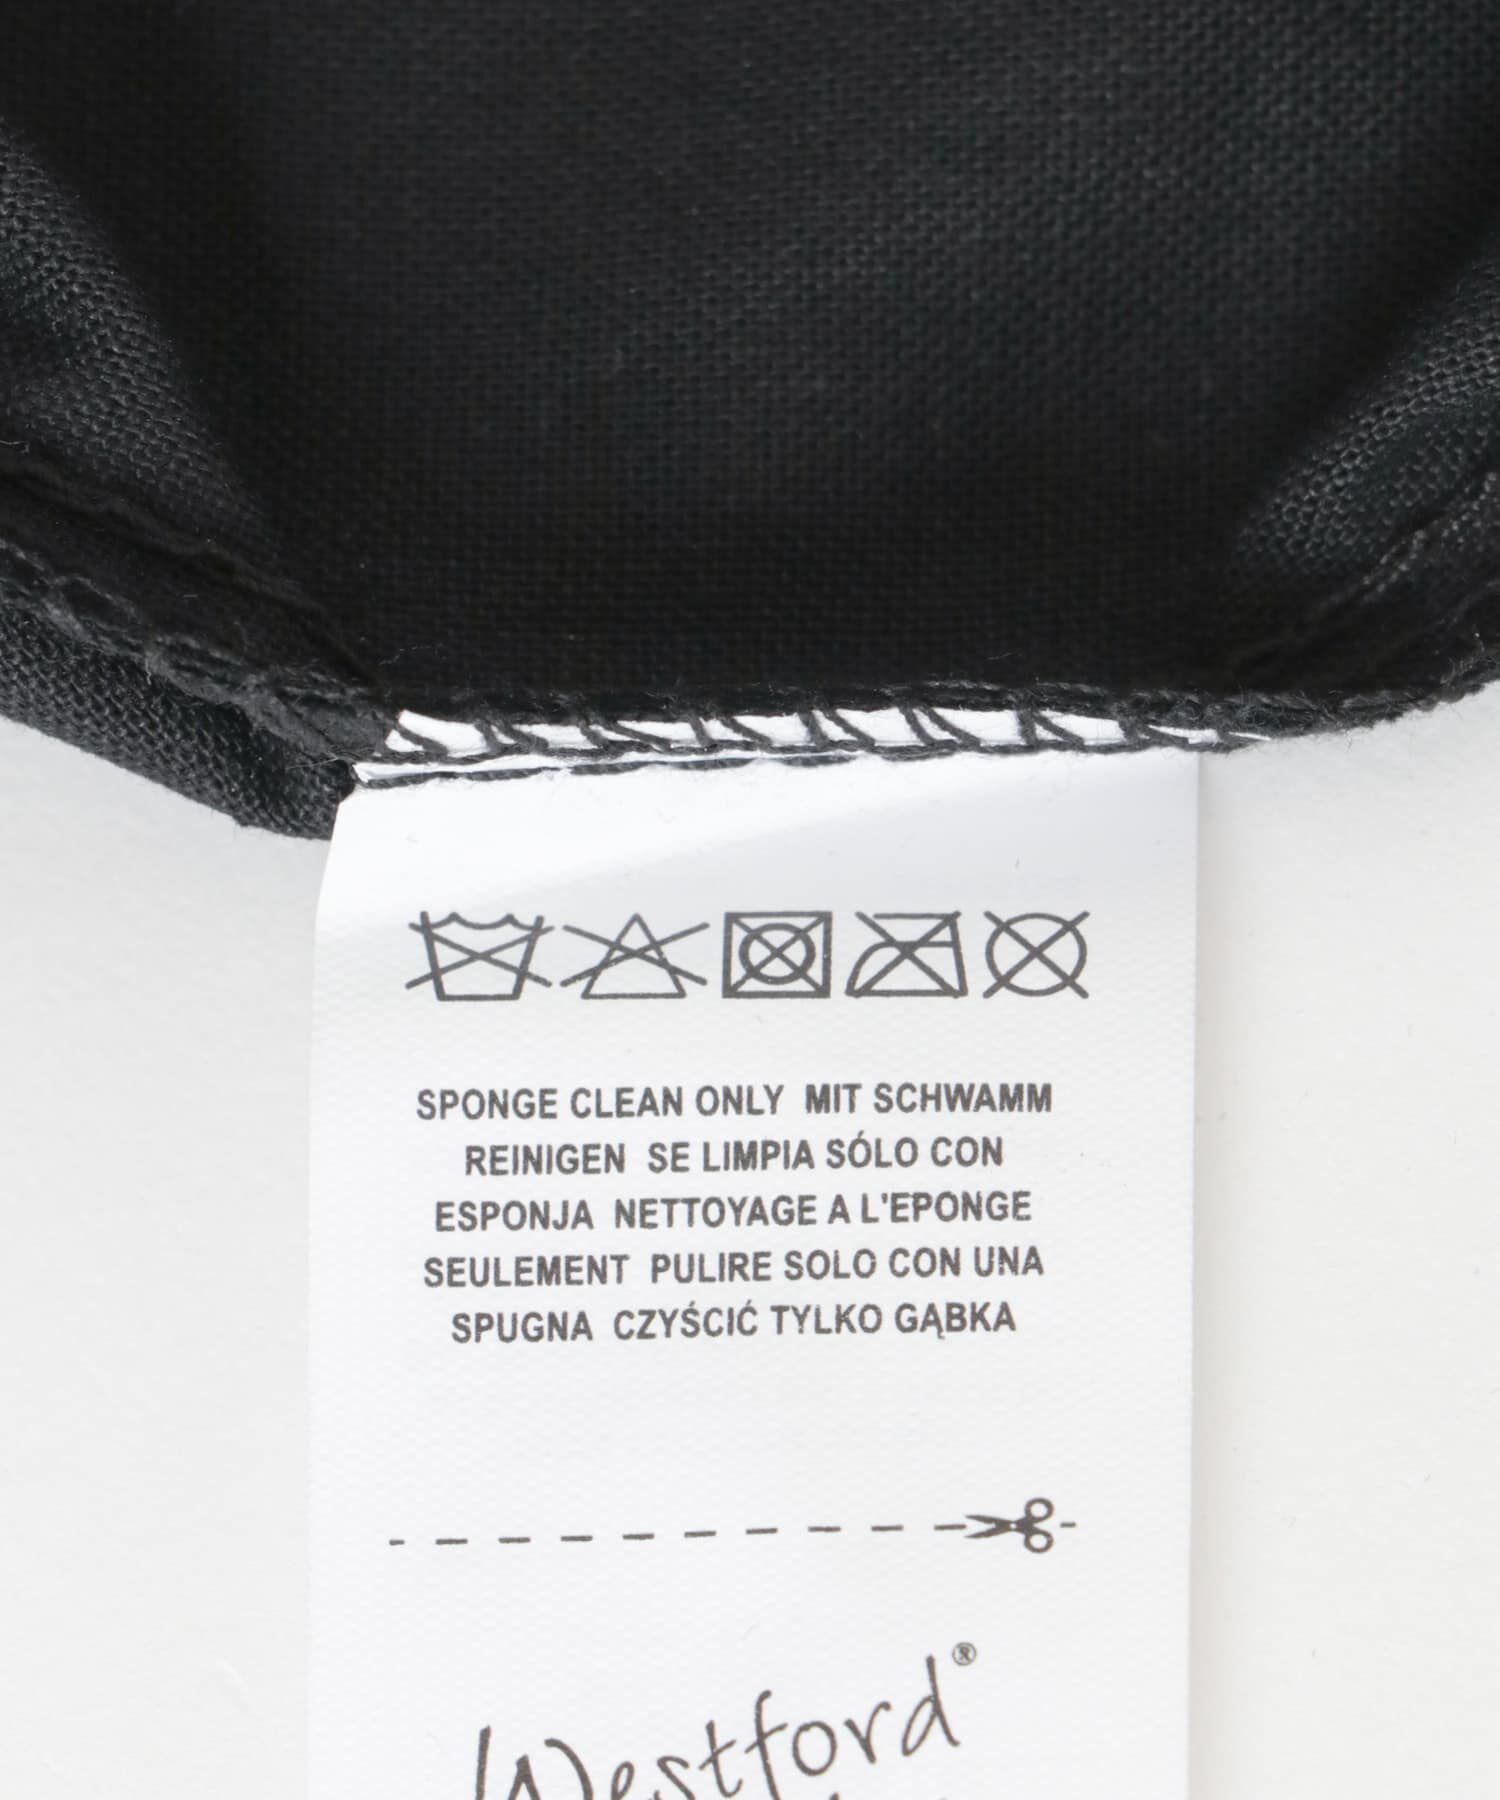 SPONGE CLEAN ONLY MIT SCHWAMM
REINIGEN SE LIMPIA SÓLO CON
ESPONJA NETTOYAGE A L'EPONGE
SEULEMENT PULIRE SOLO CON UNA
SPUGNA CZYŚCIĆ TYLKO GĄBKA
Westford®